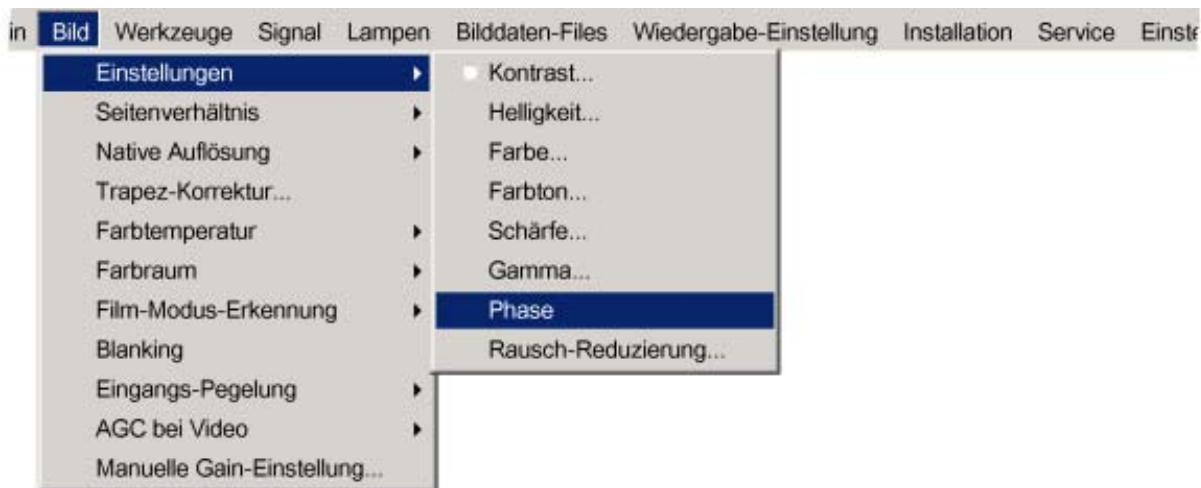 in Bild Werkzeuge Signal Lampen Bilddaten-Files Wiedergabe-Einstellung Installation Service Einste
Einstellungen
Seitenverhältnis
Native Auflösung
Trapez-Korrektur...
Farbtemperatur
Farbraum
Film-Modus-Erkennung
Blanking
Eingangs-Pegelung
AGC bei Video
Manuelle Gain-Einstellung...
Kontrast...
Helligkeit...
Farbe...
Farbton...
Schärfe...
Gamma...
Phase
Rausch-Reduzierung...